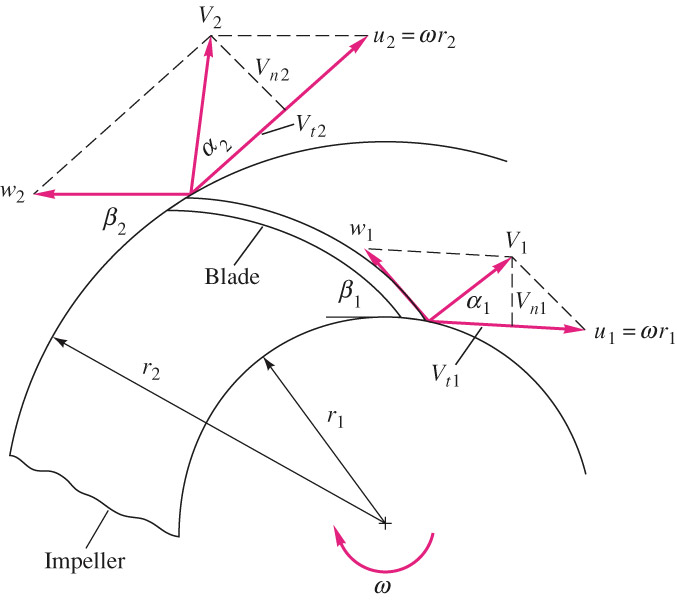 V₂
u₂ = ωr₂
Vₙ₂
Vₜ₂
α₂
w₂
β₂
w₁
V₁
Blade
β₁
α₁
Vₙ₁
u₁ = ωr₁
Vₜ₁
r₂
r₁
Impeller
ω